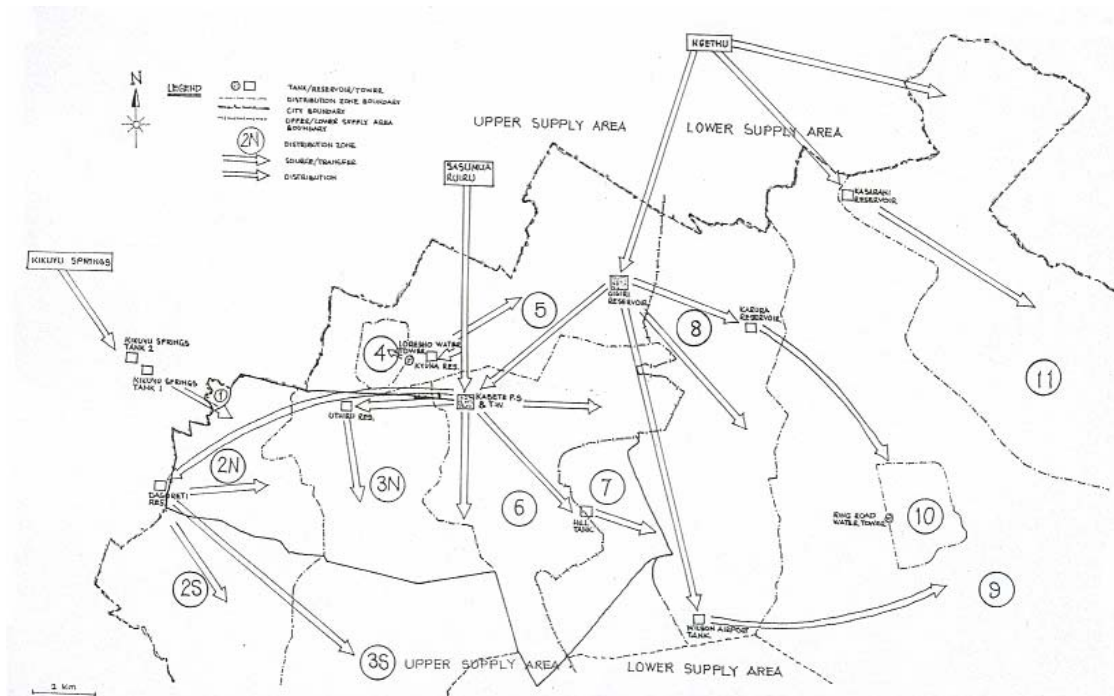 NGETHU
N
LEGEND
TANK/RESERVOIR/TOWER
DISTRIBUTION ZONE BOUNDARY
CITY BOUNDARY
UPPER/LOWER SUPPLY AREA
BOUNDARY
2N
DISTRIBUTION ZONE
SOURCE/TRANSFER
DISTRIBUTION
UPPER SUPPLY AREA
LOWER SUPPLY AREA
SASUMUA
RUIRU
KASARANI
RESERVOIR
KIKUYU SPRINGS
GIGIRI
RESERVOIR
5
8
KARURA
RESERVOIR
KIKUYU SPRINGS
TANK 2
LORESHO WATER
TOWER
4
KYUNA RES.
KIKUYU SPRINGS
TANK 1
1
11
UTHIRU RES.
KABETE P.S
& T.W.
2N
3N
DAGORETI
RES.
7
6
HILL
TANK
RING ROAD
WATER TOWER
10
2S
9
WILSON AIRPORT
TANK
3S
UPPER SUPPLY AREA
LOWER SUPPLY AREA
2 Km